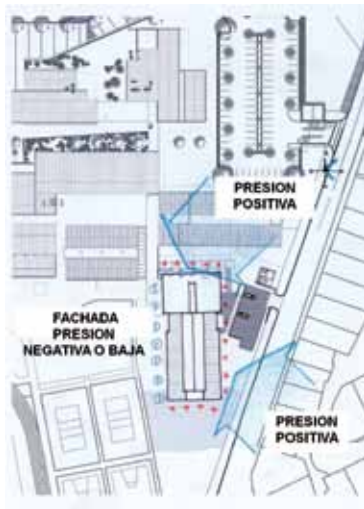 PRESION
POSITIVA
FACHADA
PRESION
NEGATIVA O BAJA
PRESION
POSITIVA